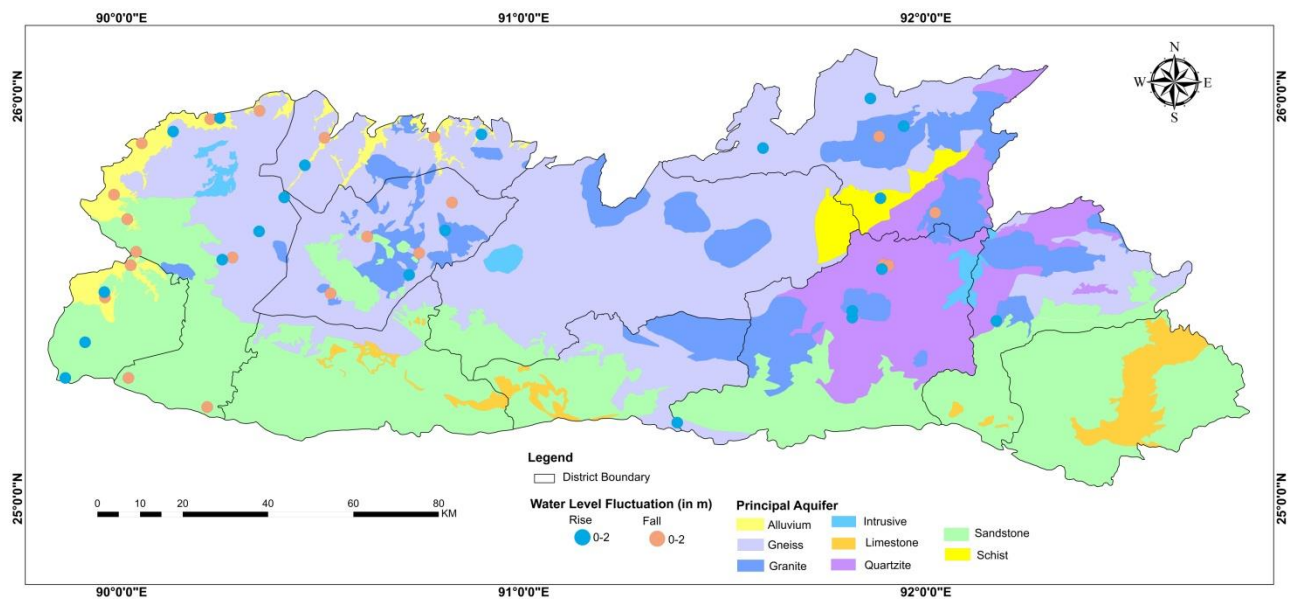 90°0'0"E 91°0'0"E 92°0'0"E
26°0'0"N
26°0'0"N
N
W E
S
25°0'0"N
25°0'0"N
Legend
District Boundary
Water Level Fluctuation (in m)
Rise Fall
0-2 0-2
Principal Aquifer
Alluvium Intrusive Sandstone
Gneiss Limestone Schist
Granite Quartzite
0 10 20 40 60 80
KM
90°0'0"E 91°0'0"E 92°0'0"E